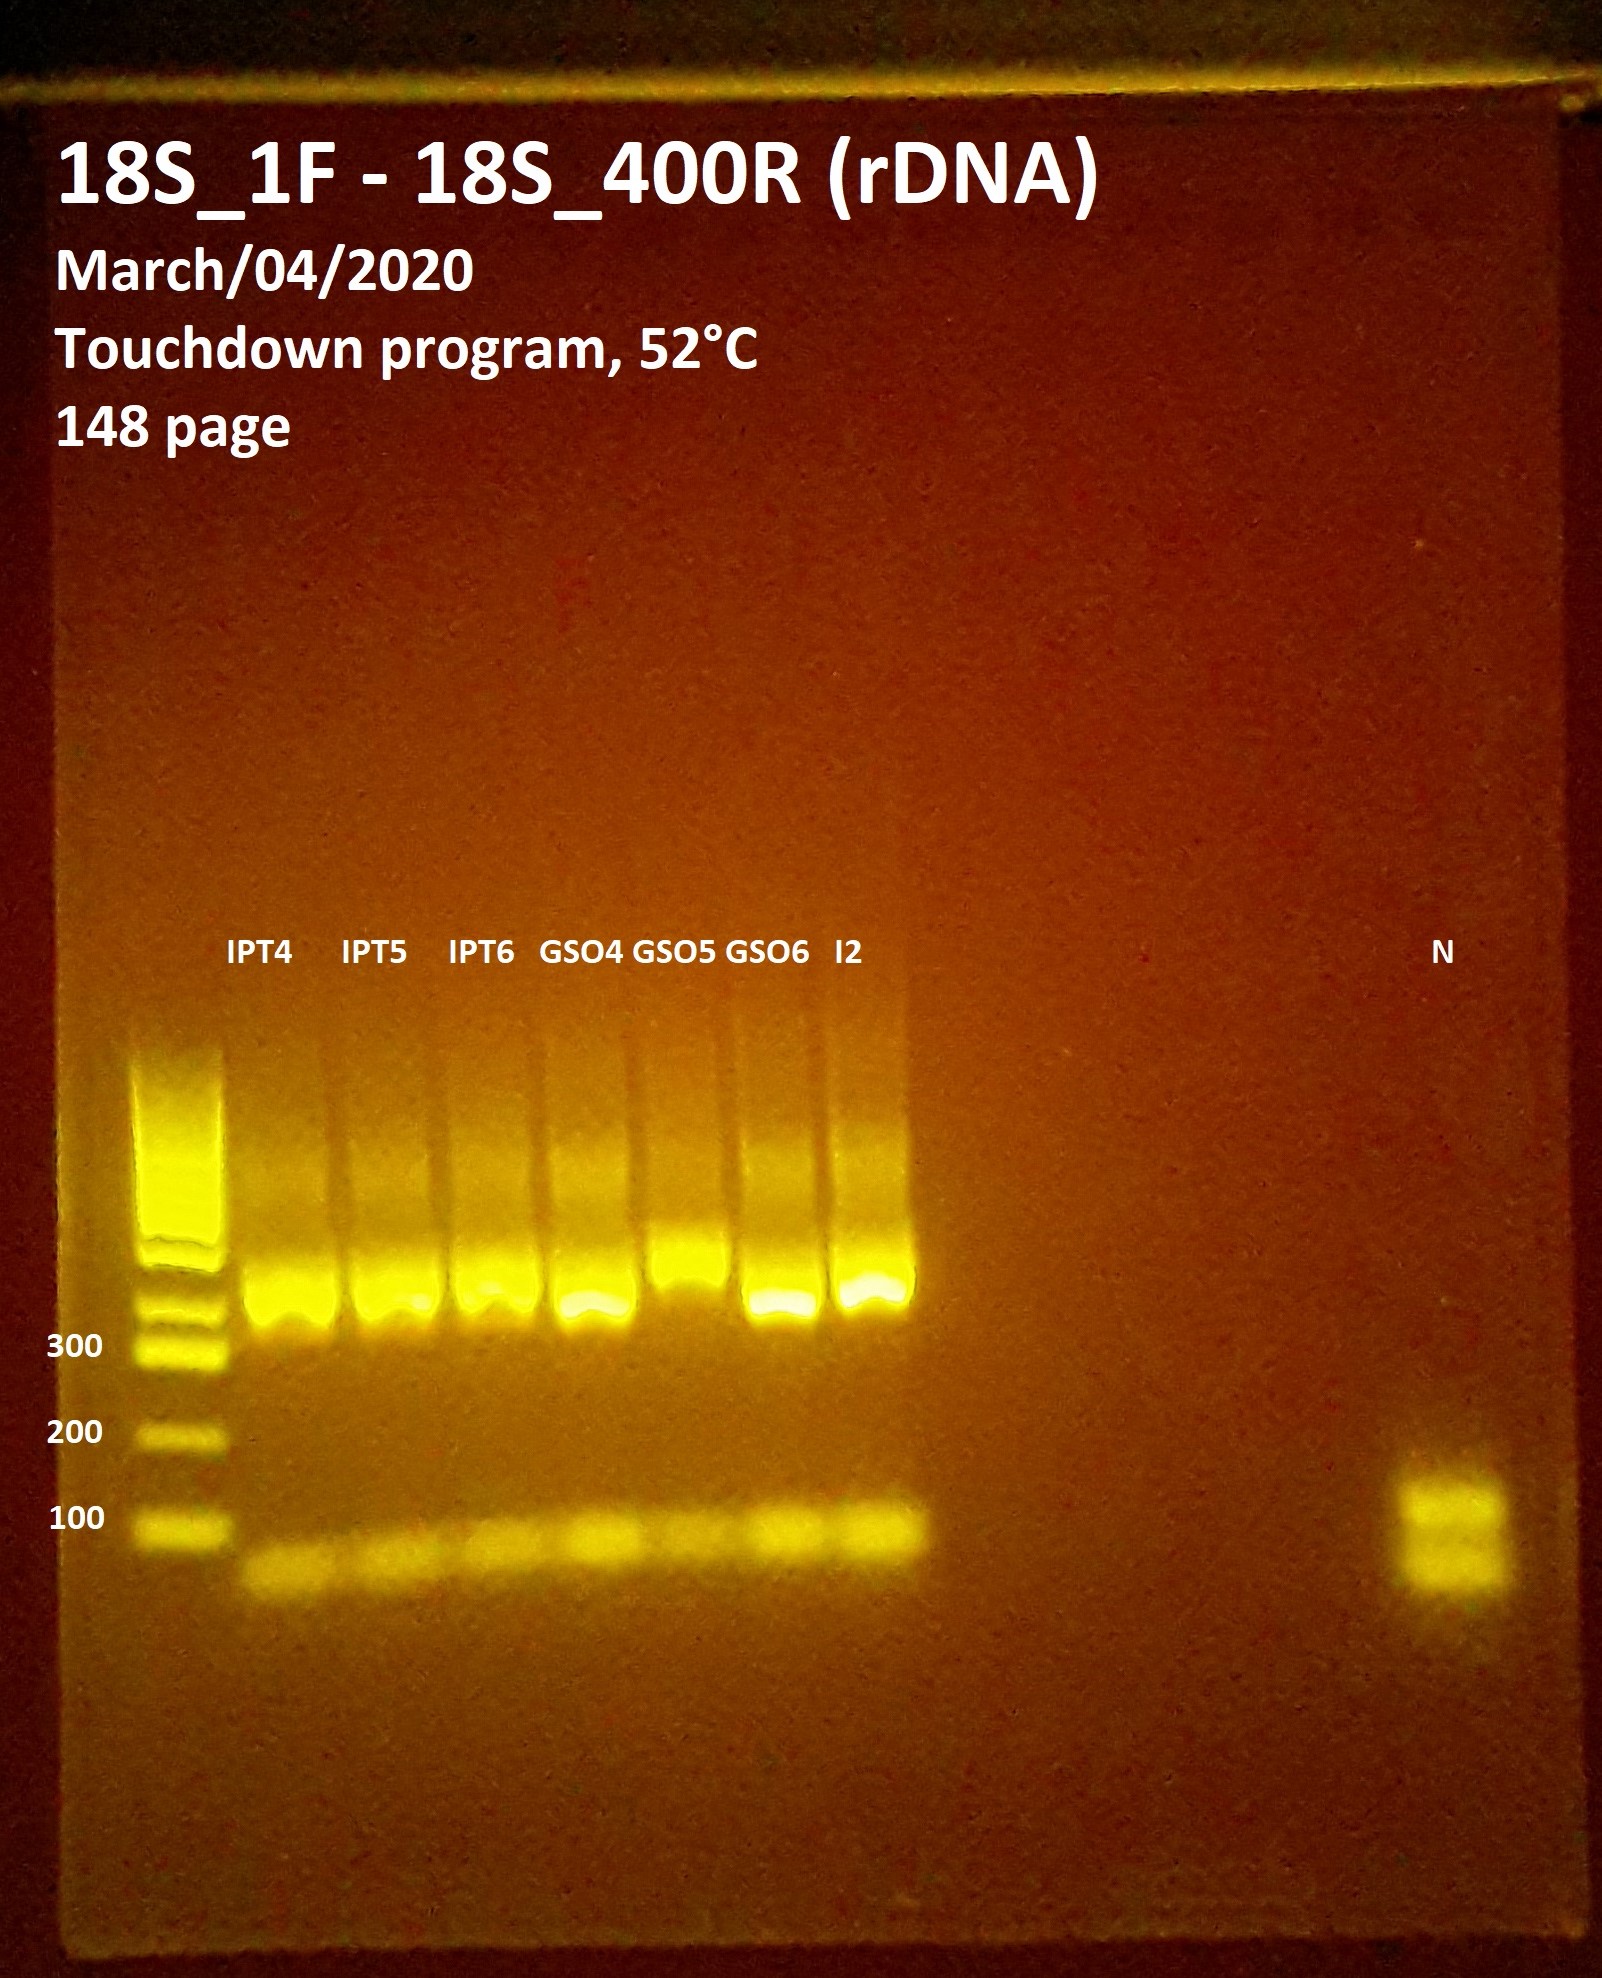 18S_1F - 18S_400R (rDNA)
March/04/2020
Touchdown program, 52°C
148 page
IPT4 IPT5 IPT6 GSO4 GSO5 GSO6 I2 N
300
200
100